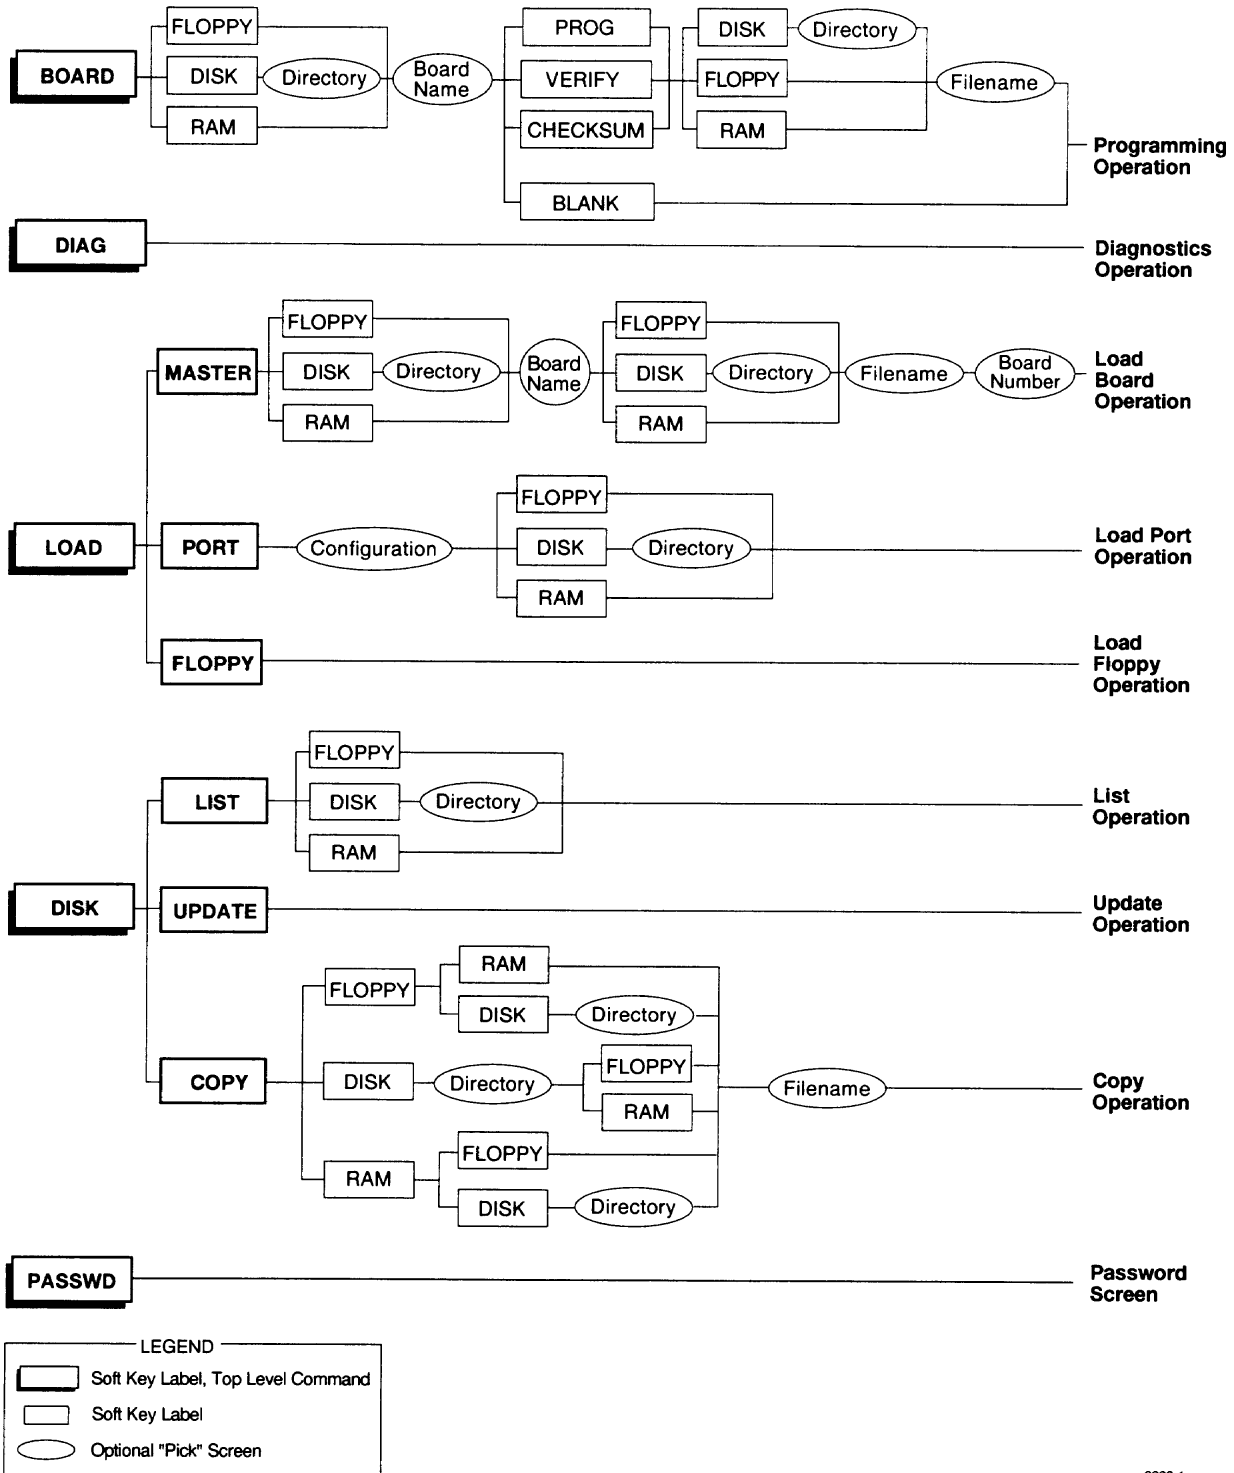 FLOPPY
PROG
DISK
Directory
BOARD
DISK
Directory
Board
Name
VERIFY
FLOPPY
Filename
RAM
CHECKSUM
RAM
Programming
Operation
BLANK
DIAG
Diagnostics
Operation
FLOPPY
FLOPPY
MASTER
DISK
Directory
Board
Name
DISK
Directory
Filename
Board
Number
Load
Board
Operation
RAM
RAM
FLOPPY
LOAD
PORT
Configuration
DISK
Directory
Load Port
Operation
RAM
FLOPPY
Load
Floppy
Operation
FLOPPY
LIST
DISK
Directory
List
Operation
RAM
DISK
UPDATE
Update
Operation
RAM
FLOPPY
DISK
Directory
FLOPPY
COPY
DISK
Directory
Filename
Copy
Operation
RAM
FLOPPY
RAM
DISK
Directory
PASSWD
Password
Screen
LEGEND
Soft Key Label, Top Level Command
Soft Key Label
Optional "Pick" Screen